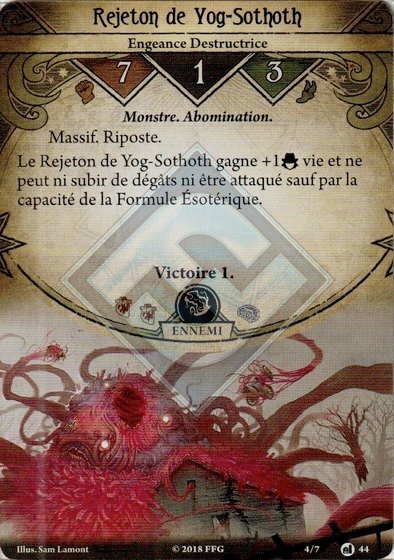 Rejeton de Yog-Sothoth
Engeance Destructrice
7 1 3
Monstre. Abomination.
Massif. Riposte.
Le Rejeton de Yog-Sothoth gagne +1 vie et ne
peut ni subir de dégâts ni être attaqué sauf par la
capacité de la Formule Ésotérique.
Victoire 1.
ENNEMI
Illus. Sam Lamont © 2018 FFG 4/7 44